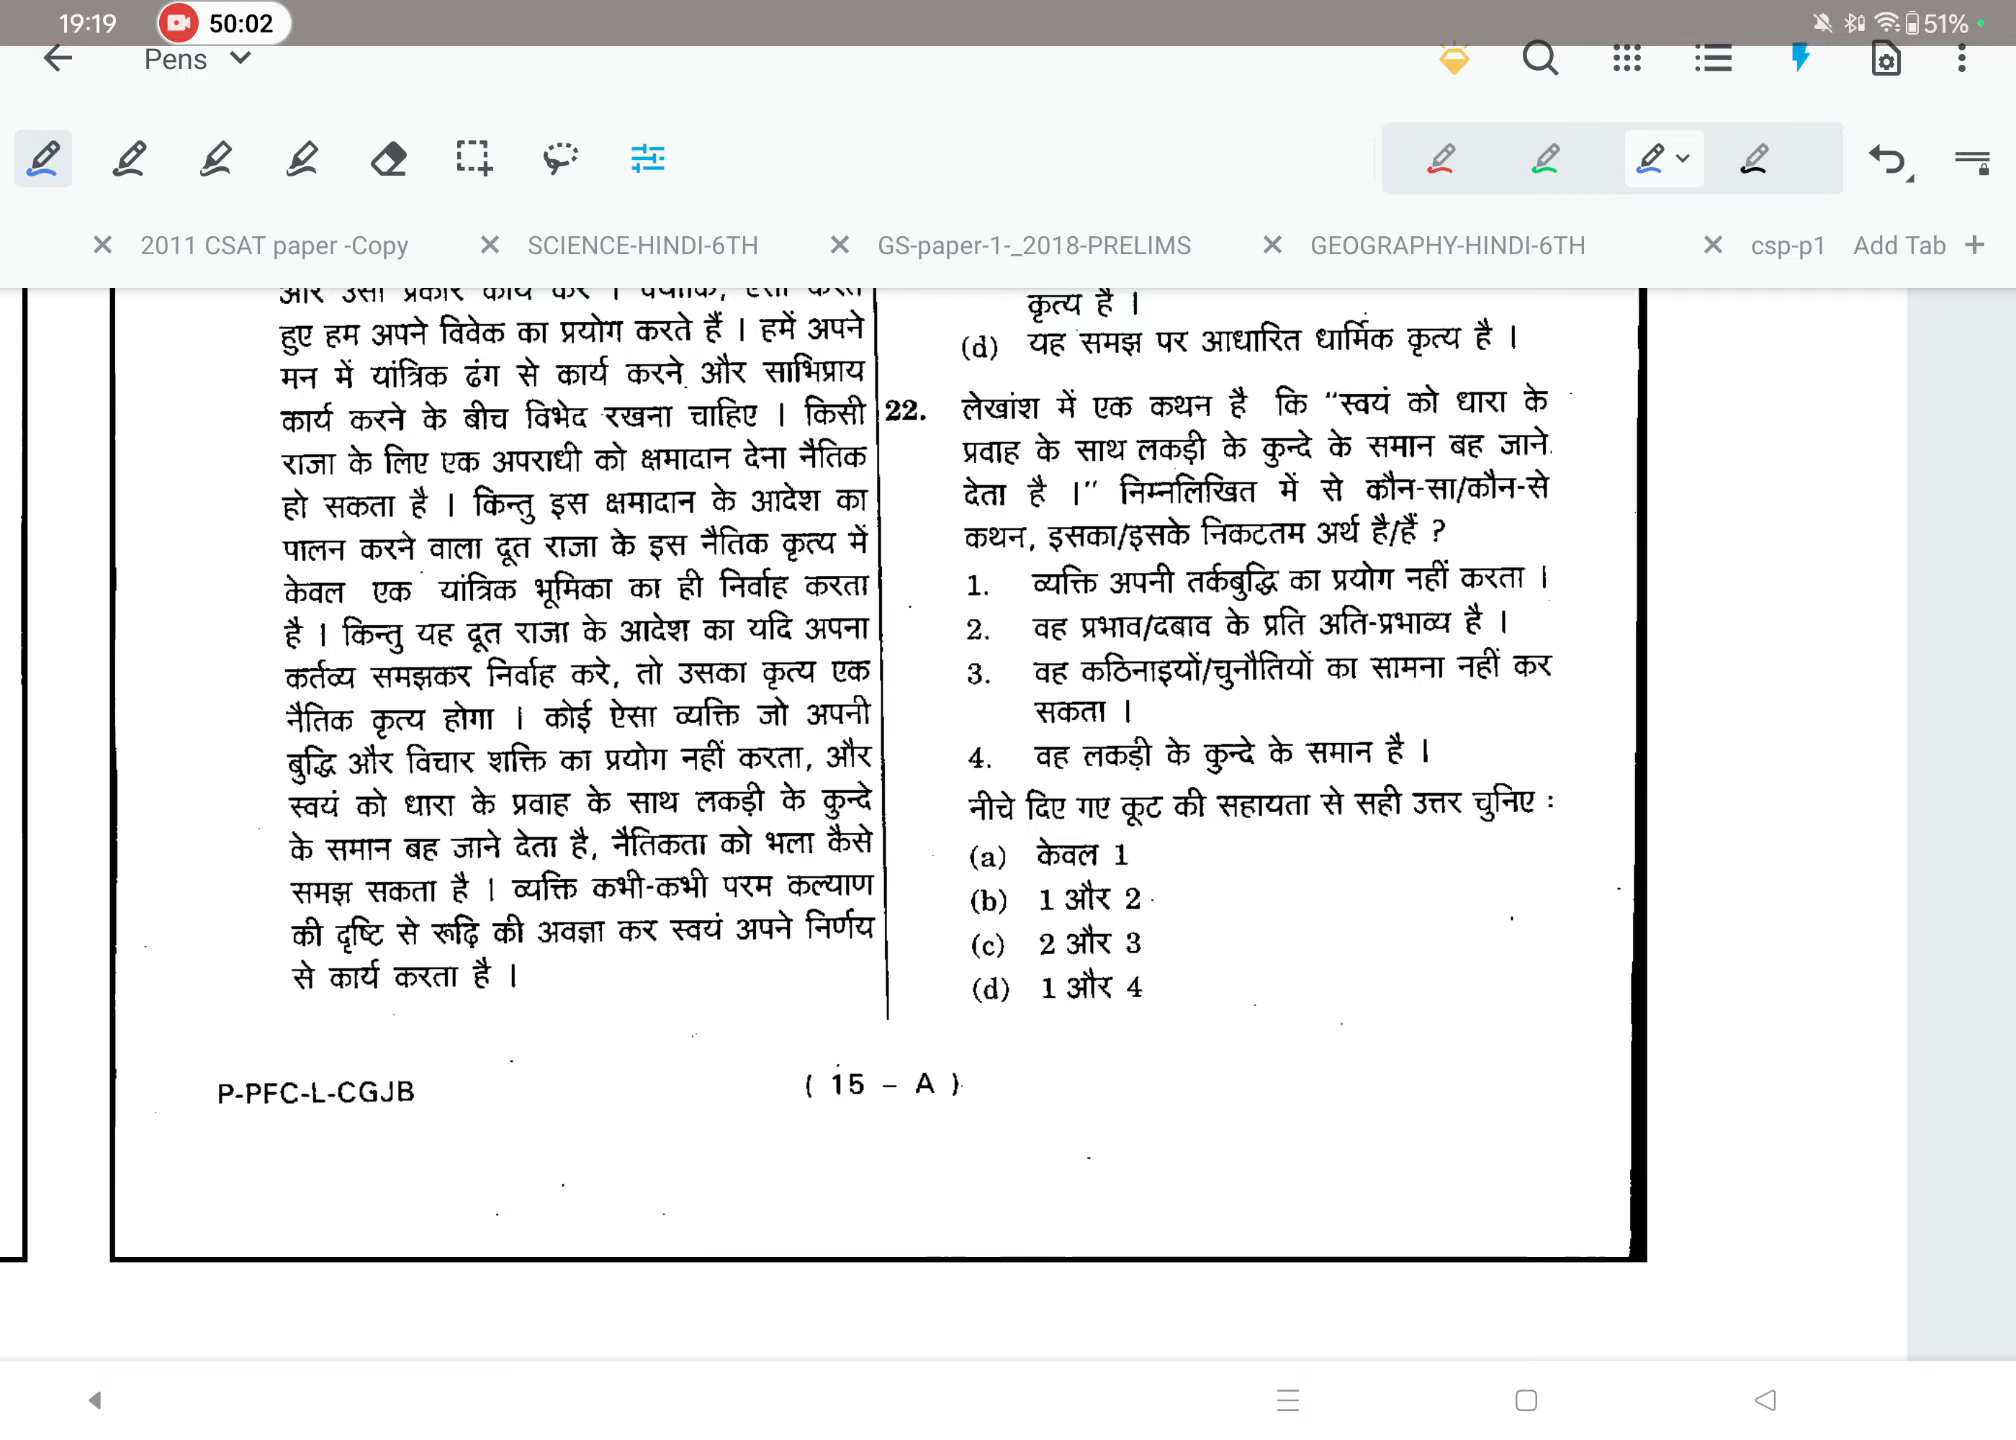 19:19
50:02
51%
Pens
2011 CSAT paper -Copy
SCIENCE-HINDI-6TH
GS-paper-1-_2018-PRELIMS
GEOGRAPHY-HINDI-6TH
csp-p1
Add Tab
हुए हम अपने विवेक का प्रयोग करते हैं । हमें अपने
मन में यांत्रिक ढंग से कार्य करने और साभिप्राय
कार्य करने के बीच विभेद रखना चाहिए । किसी
राजा के लिए एक अपराधी को क्षमादान देना नैतिक
हो सकता है । किन्तु इस क्षमादान के आदेश का
पालन करने वाला दूत राजा के इस नैतिक कृत्य में
केवल एक यांत्रिक भूमिका का ही निर्वाह करता
है । किन्तु यह दूत राजा के आदेश का यदि अपना
कर्तव्य समझकर निर्वाह करे, तो उसका कृत्य एक
नैतिक कृत्य होगा । कोई ऐसा व्यक्ति जो अपनी
बुद्धि और विचार शक्ति का प्रयोग नहीं करता, और
स्वयं को धारा के प्रवाह के साथ लकड़ी के कुन्दे
के समान बह जाने देता है, नैतिकता को भला कैसे
समझ सकता है । व्यक्ति कभी-कभी परम कल्याण
की दृष्टि से रूढ़ि की अवज्ञा कर स्वयं अपने निर्णय
से कार्य करता है ।
कृत्य है ।
(d) यह समझ पर आधारित धार्मिक कृत्य है ।
22. लेखांश में एक कथन है कि “स्वयं को धारा के
प्रवाह के साथ लकड़ी के कुन्दे के समान बह जाने
देता है ।” निम्नलिखित में से कौन-सा/कौन-से
कथन, इसका/इसके निकटतम अर्थ है/हैं ?
1. व्यक्ति अपनी तर्कबुद्धि का प्रयोग नहीं करता ।
2. वह प्रभाव/दबाव के प्रति अति-प्रभाव्य है ।
3. वह कठिनाइयों/चुनौतियों का सामना नहीं कर
सकता ।
4. वह लकड़ी के कुन्दे के समान है ।
नीचे दिए गए कूट की सहायता से सही उत्तर चुनिए :
(a) केवल 1
(b) 1 और 2
(c) 2 और 3
(d) 1 और 4
P-PFC-L-CGJB
( 15 – A )